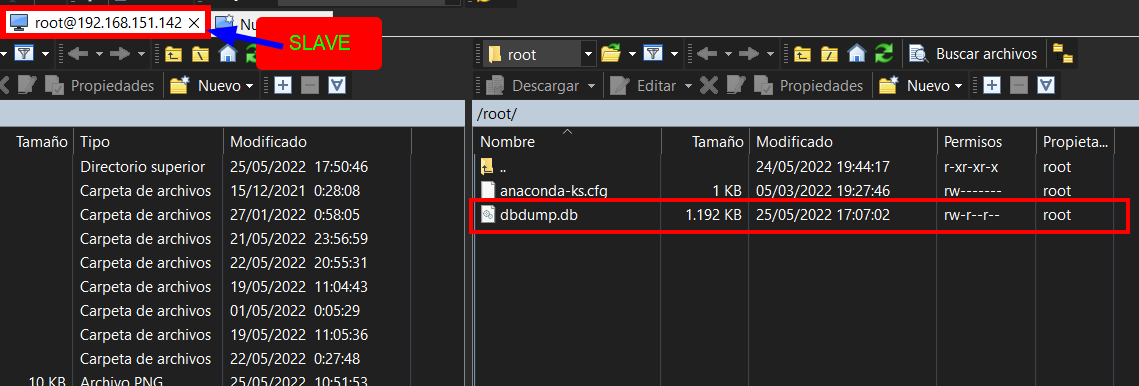 root@192.168.151.142
SLAVE
root
Buscar archivos
Propiedades
Nuevo
Descargar
Editar
Propiedades
Nuevo
/root/
Tamaño Tipo Modificado
Directorio superior 25/05/2022 17:50:46
Carpeta de archivos 15/12/2021 0:28:08
Carpeta de archivos 27/01/2022 0:58:05
Carpeta de archivos 21/05/2022 23:56:59
Carpeta de archivos 22/05/2022 20:55:31
Carpeta de archivos 19/05/2022 11:04:43
Carpeta de archivos 01/05/2022 0:05:29
Carpeta de archivos 19/05/2022 11:05:36
Carpeta de archivos 22/05/2022 0:27:48
10 KB Archivo PNG 25/05/2022 10:51:53
Nombre Tamaño Modificado Permisos Propieta...
.. 24/05/2022 19:44:17 r-xr-xr-x root
anaconda-ks.cfg 1 KB 05/03/2022 19:27:46 rw------- root
dbdump.db 1.192 KB 25/05/2022 17:07:02 rw-r--r-- root